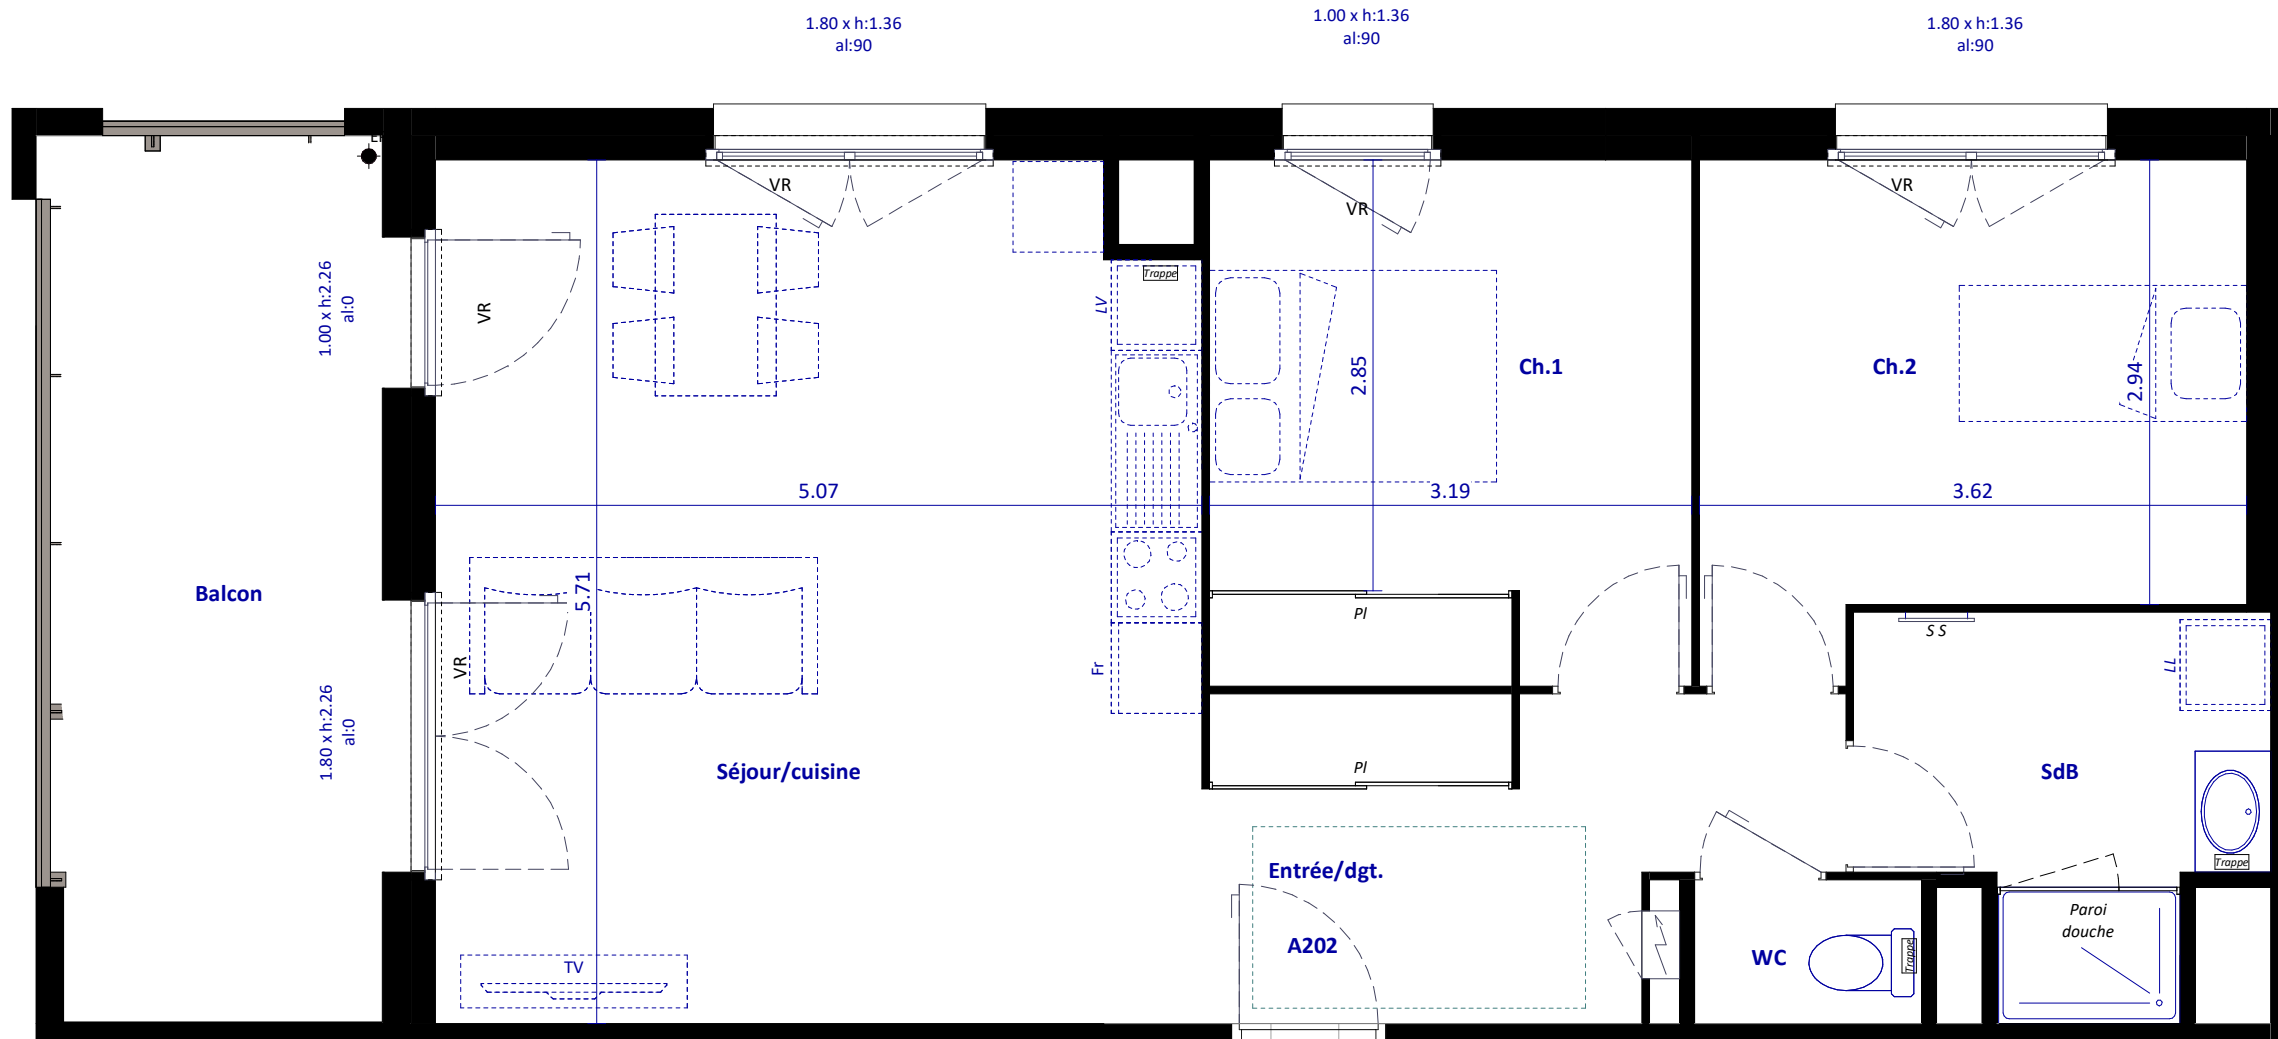 1.80 x h:1.36
al:90
1.00 x h:1.36
al:90
1.80 x h:1.36
al:90
VR
VR
VR
1.00 x h:2.26
al:0
VR
Trappe
LV
2.85
Ch.1
Ch.2
2.94
5.07
3.19
3.62
Balcon
5.71
Pl
S S
VR
Fr
LL
1.80 x h:2.26
al:0
Séjour/cuisine
Pl
SdB
Trappe
Entrée/dgt.
Paroi
douche
A202
WC
Trappe
TV